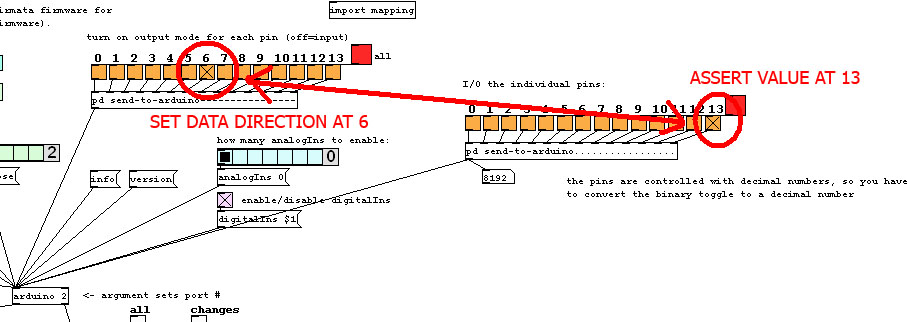 irmata firmware for
irmware).
import mapping
turn on output mode for each pin (off=input)
0 1 2 3 4 5 6 7 8 9 10 11 12 13
all
pd send-to-arduino
I/O the individual pins:
ASSERT VALUE AT 13
0 1 2 3 4 5 6 7 8 9 10 11 12 13
SET DATA DIRECTION AT 6
how many analogIns to enable:
2
0
pd send-to-arduino................
ose
info
version
analogIns 0
8192
the pins are controlled with decimal numbers, so you have
to convert the binary toggle to a decimal number
enable/disable digitalIns
digitalIns $1
arduino 2
<- argument sets port #
all changes